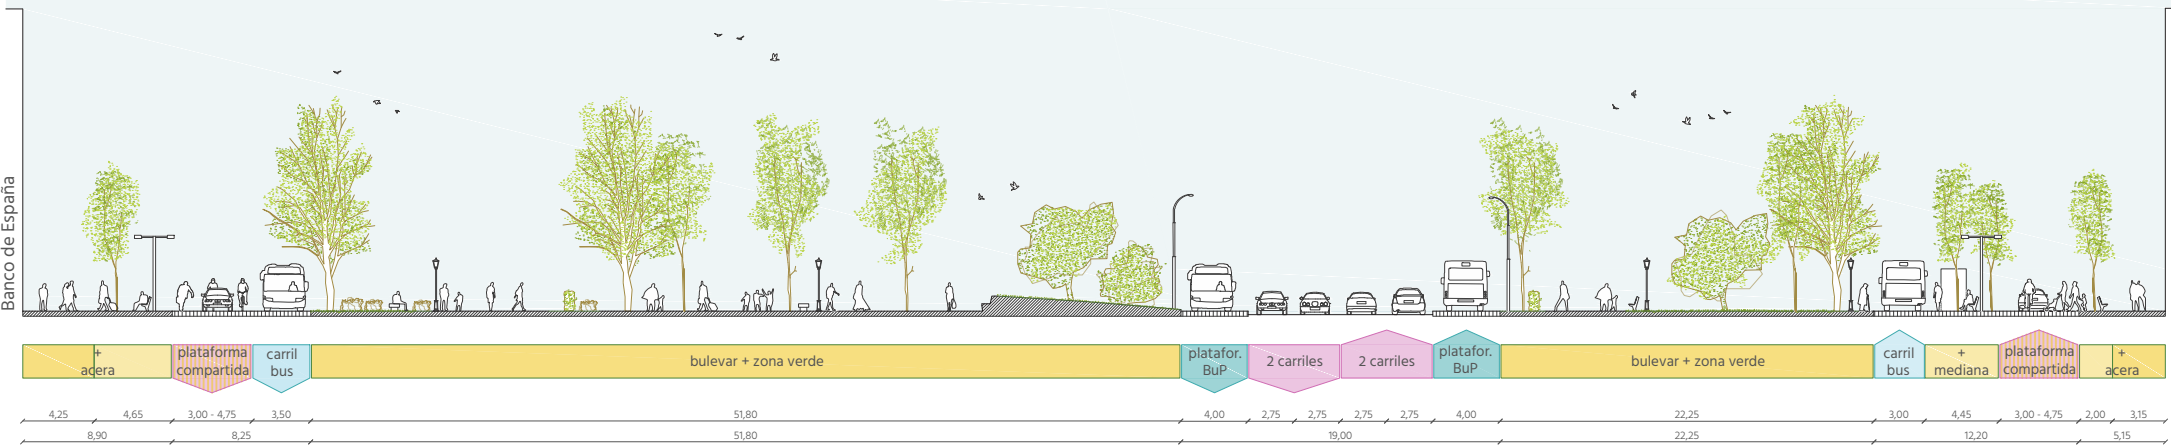 Banco de España
+
acera
plataforma
compartida
carril
bus
bulevar + zona verde
platafor.
BuP
2 carriles
2 carriles
platafor.
BuP
bulevar + zona verde
carril
bus
+
mediana
plataforma
compartida
+
acera
4,25 4,65 3,00 - 4,75 3,50 51,80 4,00 2,75 2,75 2,75 2,75 4,00 22,25 3,00 4,45 3,00 - 4,75 2,00 3,15
8,90 8,25 51,80 19,00 22,25 12,20 5,15